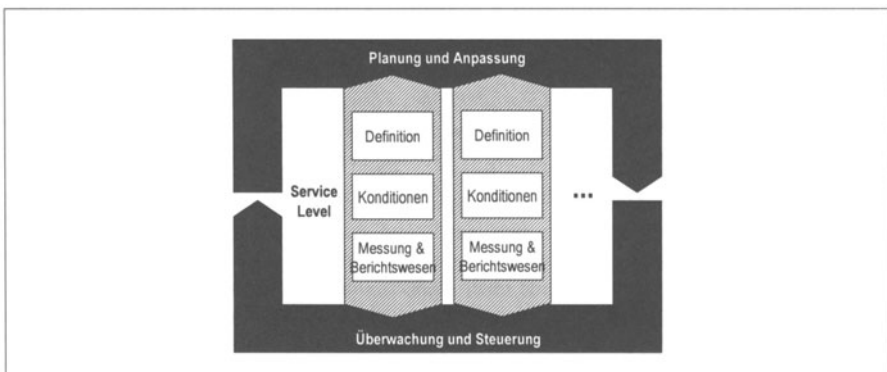 Planung und Anpassung
Service
Level
Definition
Konditionen
Messung &
Berichtswesen
Definition
Konditionen
Messung &
Berichtswesen
...
Überwachung und Steuerung